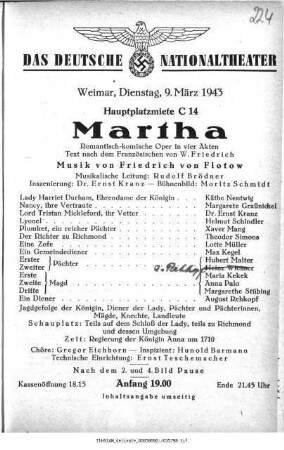 224
DAS DEUTSCHE NATIONALTHEATER
Weimar, Dienstag, 9. März 1943
Hauptplatzmiete C 14
Martha
Romantisch-komische Oper in vier Akten
Text nach dem Französischen von W. Friedrich
Musik von Friedrich von Flotow
Musikalische Leitung: Rudolf Brödner
Inszenierung: Dr. Ernst Kranz — Bühnenbild: Moritz Schmidt
Lady Harriet Durham, Ehrendame der Königin . . Käthe Nentwig
Nancy, ihre Vertraute . . . Margarete Grünickel
Lord Tristan Mickleford, ihr Vetter . . . Dr. Ernst Kranz
Lyonel . . . Helmut Schindler
Plumket, ein reicher Pächter . . . Xaver Mang
Der Richter zu Richmond . . . Theodor Simons
Eine Zofe . . . Lotte Müller
Ein Gemeindediener . . . Max Kegel
Erster } Pächter . . . Hubert Malter
Zweiter Heinz Wichner
Erste Maria Kekek
Zweite } Magd . . . Anna Palo
Dritte Margarethe Stübing
Ein Diener . . . August Rehkopf
Jagdgefolge der Königin, Diener der Lady, Pächter und Pächterinnen,
Mägde, Knechte, Landleute
Schauplatz: Teils auf dem Schloß der Lady, teils zu Richmond
und dessen Umgebung
Zeit: Regierung der Königin Anna um 1710
Chöre: Gregor Eichhorn — Inspizient: Hunold Barmann
Technische Einrichtung: Ernst Teschemacher
Nach dem 2. und 4. Bild Pause
Kassenöffnung 18.15 Anfang 19.00 Ende 21.45 Uhr
Inhaltsangabe umseitig